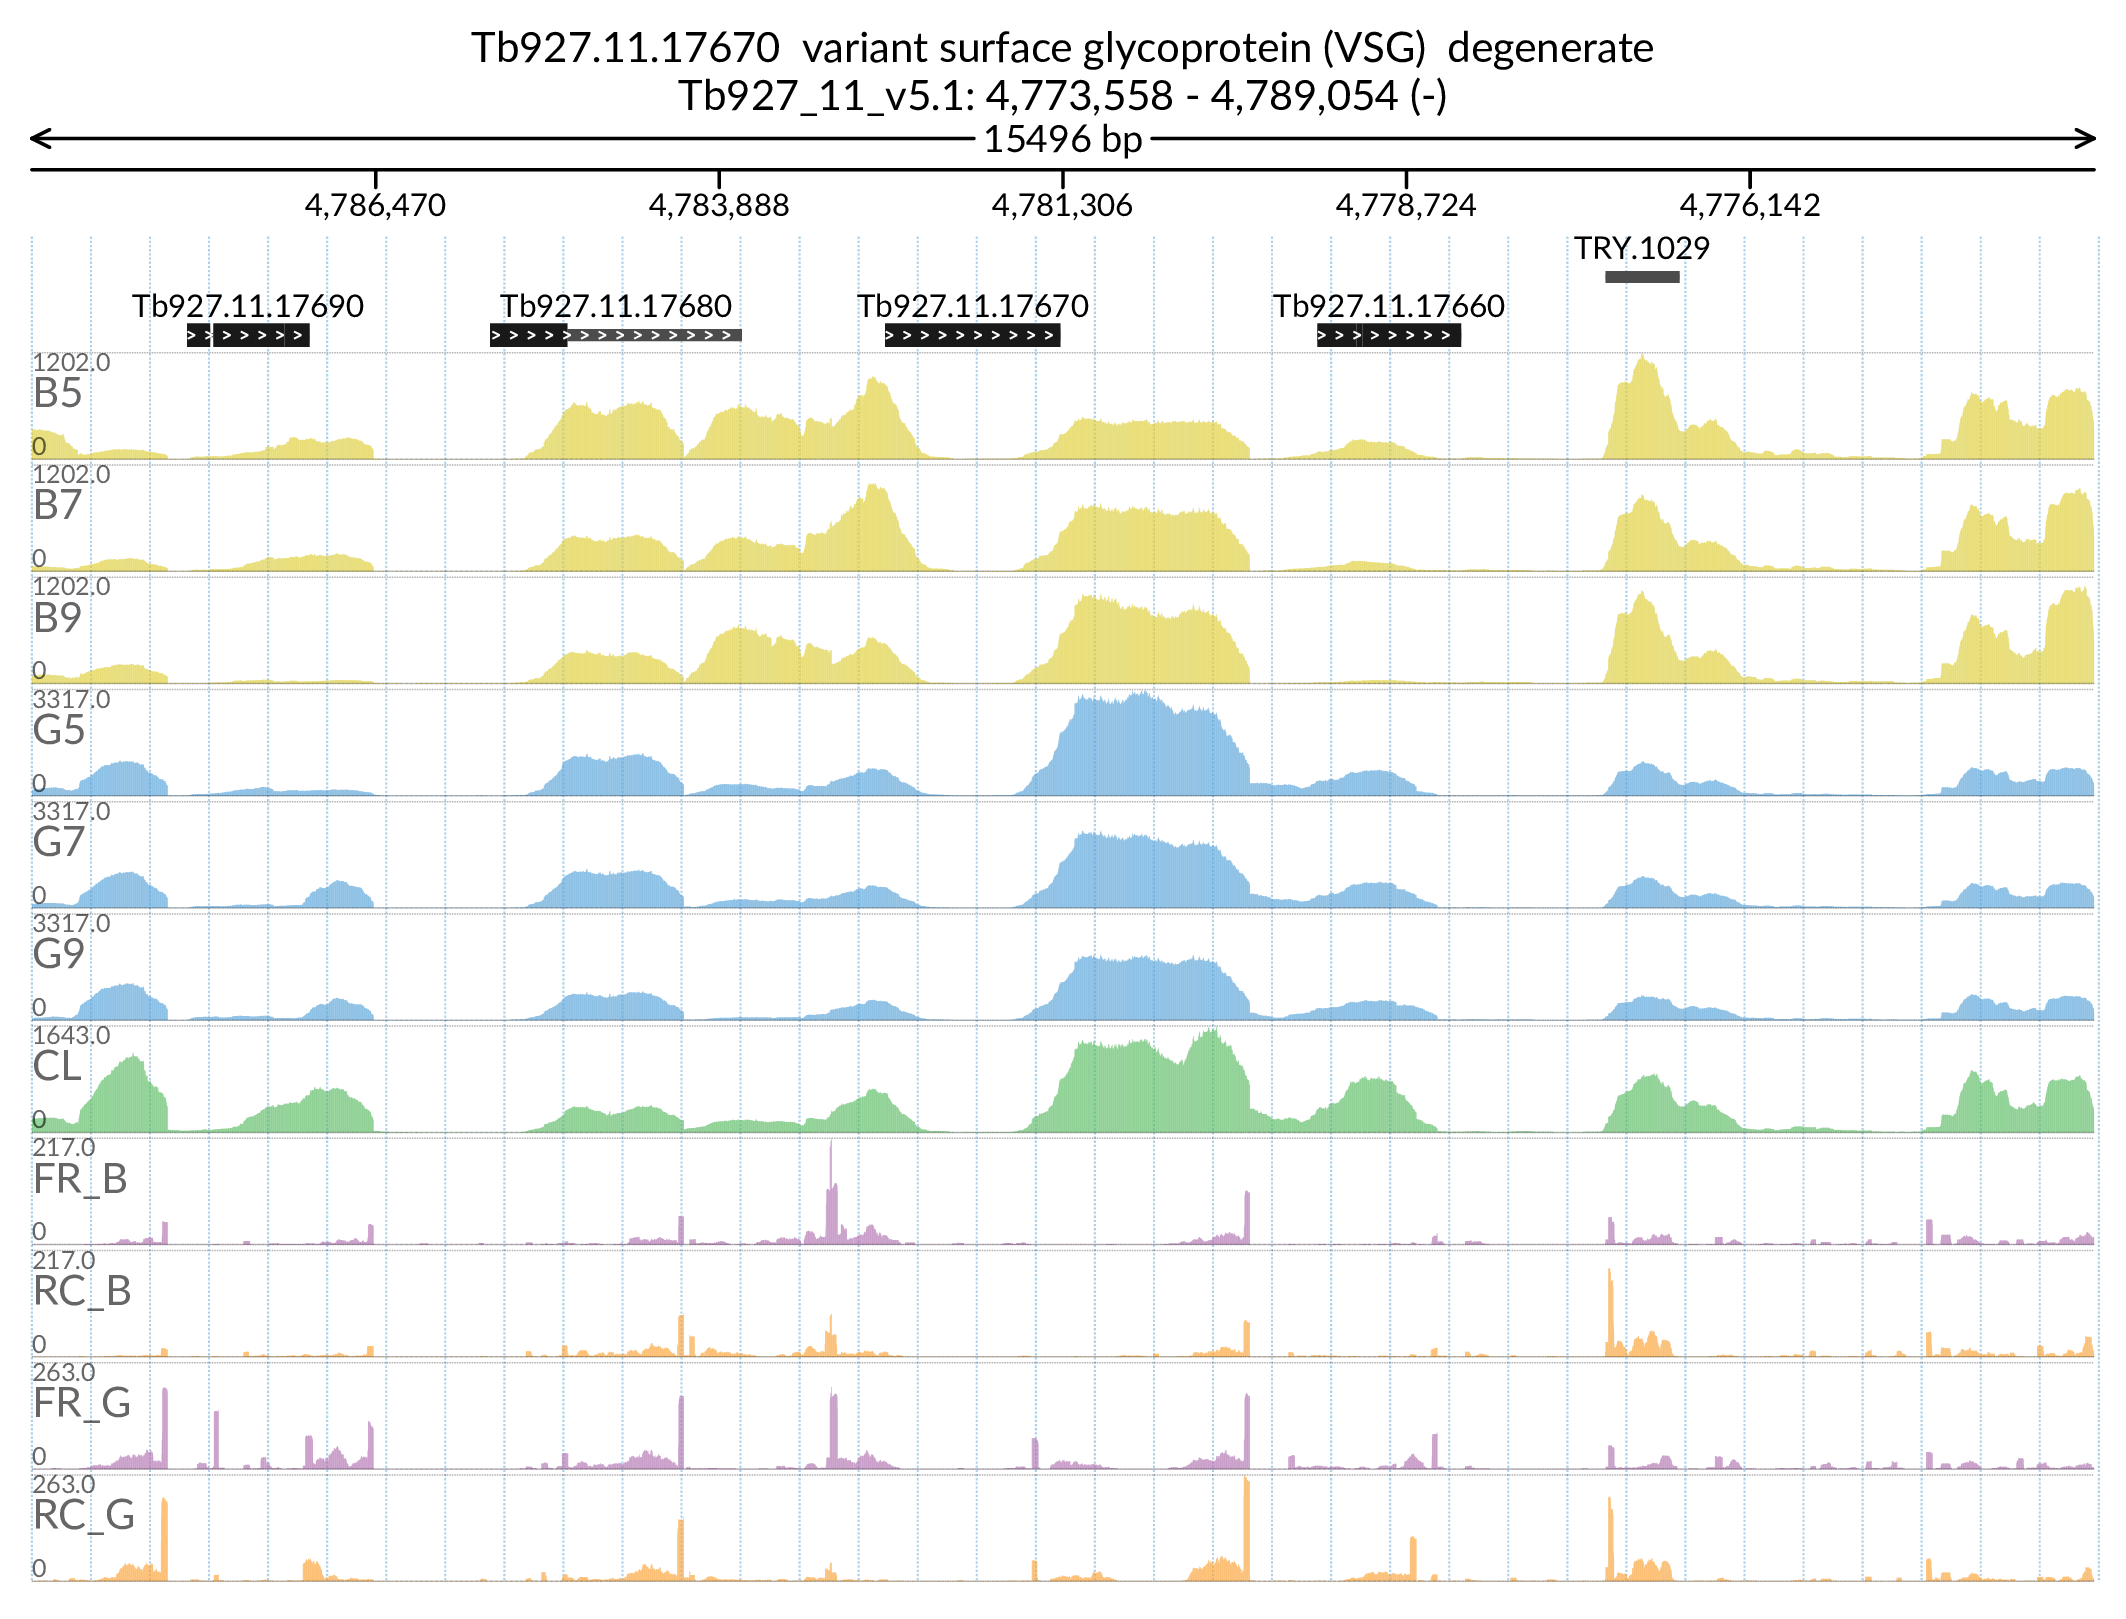 Tb927.11.17670 variant surface glycoprotein (VSG) degenerate
Tb927_11_v5.1: 4,773,558 - 4,789,054 (-)
15496 bp
4,786,470 4,783,888 4,781,306 4,778,724 4,776,142
TRY.1029
Tb927.11.17690 Tb927.11.17680 Tb927.11.17670 Tb927.11.17660
1202.0
B5
0
1202.0
B7
0
1202.0
B9
0
3317.0
G5
0
3317.0
G7
0
3317.0
G9
0
1643.0
CL
0
217.0
FR_B
0
217.0
RC_B
0
263.0
FR_G
0
263.0
RC_G
0